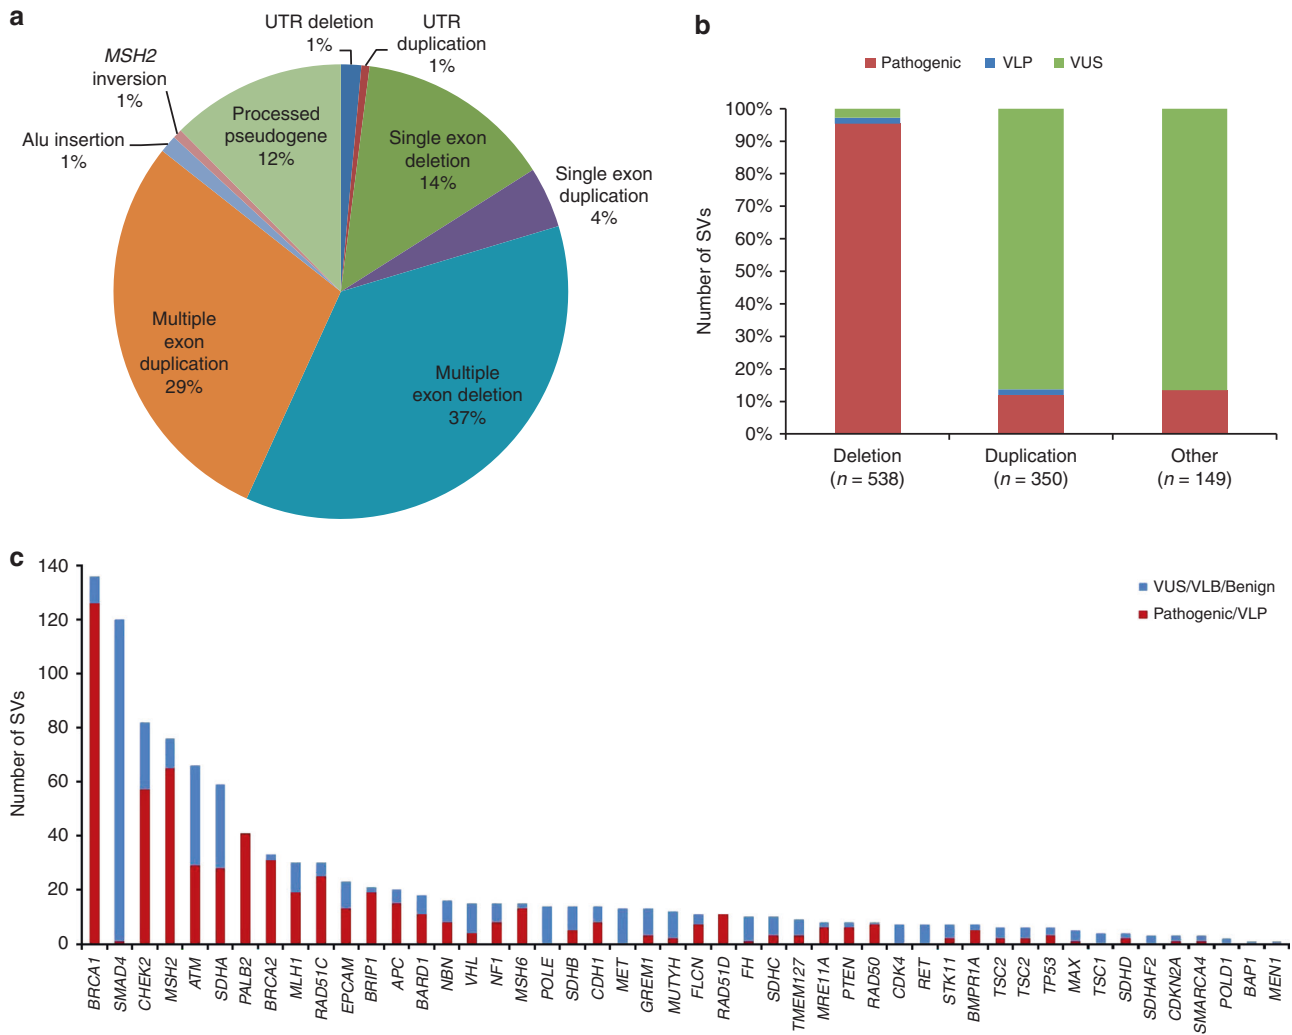 a
UTR deletion
1%
UTR
duplication
1%
MSH2
inversion
1%
Alu insertion
1%
Processed
pseudogene
12%
Single exon
deletion
14%
Single exon
duplication
4%
Multiple
exon
duplication
29%
Multiple
exon deletion
37%
b
Pathogenic
VLP
VUS
Number of SVs
100%
90%
80%
70%
60%
50%
40%
30%
20%
10%
0%
Deletion
(n = 538)
Duplication
(n = 350)
Other
(n = 149)
c
VUS/VLB/Benign
Pathogenic/VLP
Number of SVs
140
120
100
80
60
40
20
0
BRCA1
SMAD4
CHEK2
MSH2
ATM
SDHA
PALB2
BRCA2
MLH1
RAD51C
EPCAM
BRIP1
APC
BARD1
NBN
VHL
NF1
MSH6
POLE
SDHB
CDH1
MET
GREM1
MUTYH
FLCN
RAD51D
FH
SDHC
TMEM127
MRE11A
PTEN
RAD50
CDK4
RET
STK11
BMPR1A
TSC2
TSC2
TP53
MAX
TSC1
SDHD
SDHAF2
CDKN2A
SMARCA4
POLD1
BAP1
MEN1